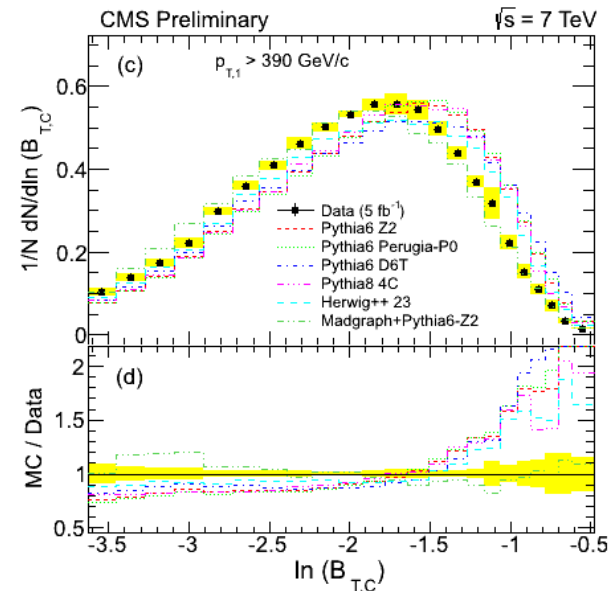 CMS Preliminary √s = 7 TeV
(c) p_T,1 > 390 GeV/c
1/N dN/dln (B_T,C)
0.6
0.4
0.2
0
Data (5 fb⁻¹)
Pythia6 Z2
Pythia6 Perugia-P0
Pythia6 D6T
Pythia8 4C
Herwig++ 23
Madgraph+Pythia6-Z2
(d)
MC / Data
2
1.5
1
0.5
-3.5 -3 -2.5 -2 -1.5 -1 -0.5
ln (B_T,C)